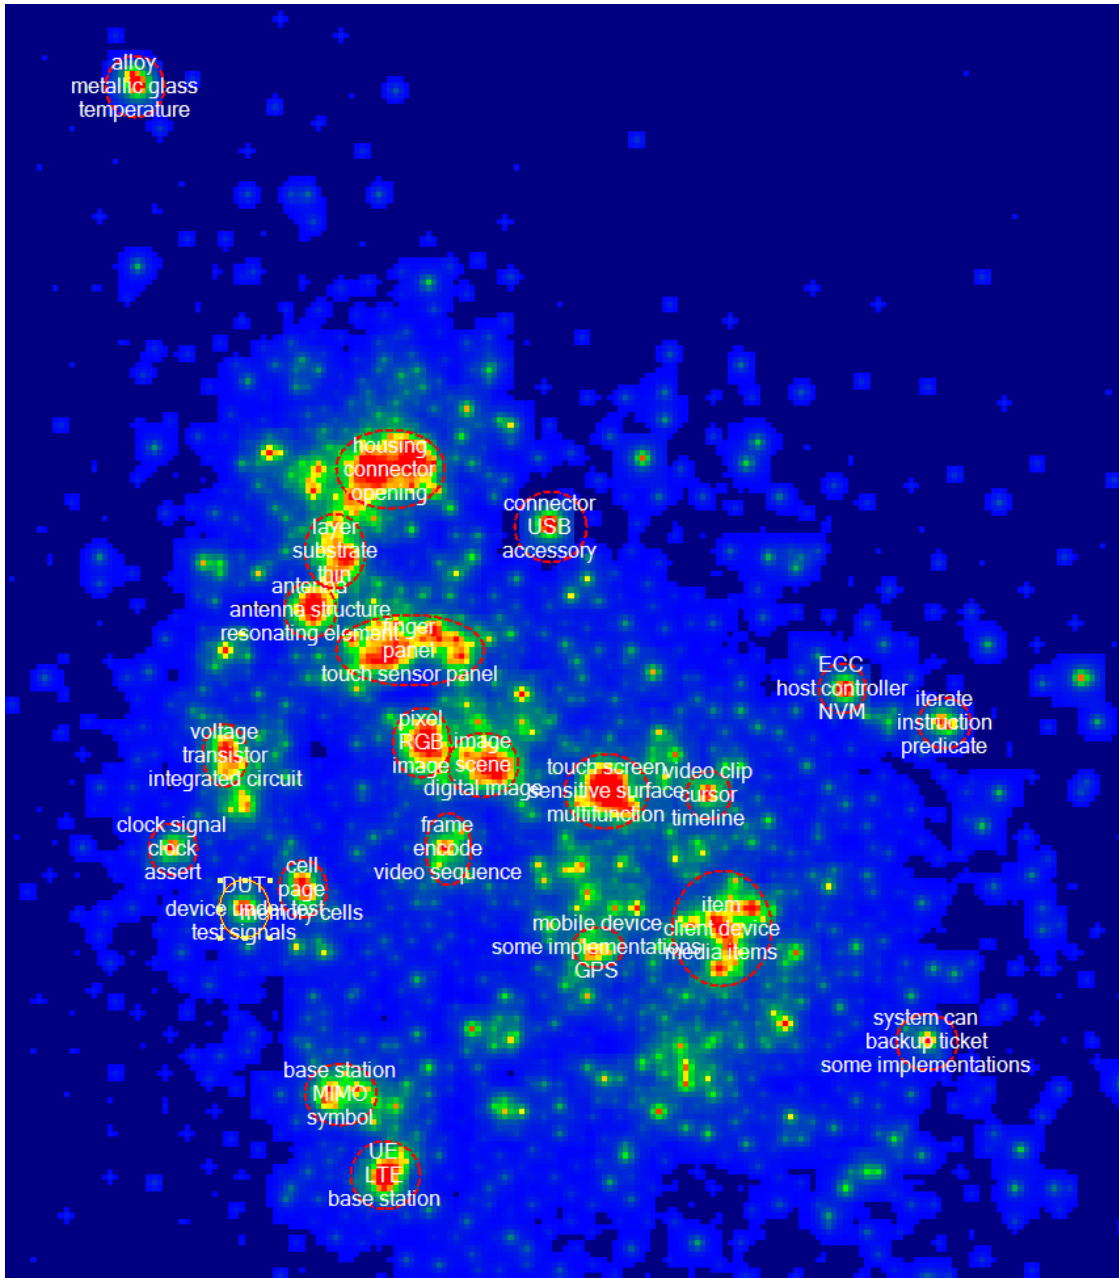 alloy
metallic glass
temperature
housing
connector
opening
connector
USB
accessory
layer
substrate
thin
antenna
antenna structure
resonating element
finger
panel
touch sensor panel
ECC
host controller
NVM
iterate
instruction
predicate
voltage
transistor
integrated circuit
pixel
RGB
image
image
scene
digital image
touch screen
sensitive surface
multifunction
video clip
cursor
timeline
clock signal
clock
assert
frame
encode
video sequence
cell
page
memory cells
DUT
device under test
test signals
mobile device
some implementations
GPS
item
client device
media items
system can
backup ticket
some implementations
base station
MIMO
symbol
UE
LTE
base station